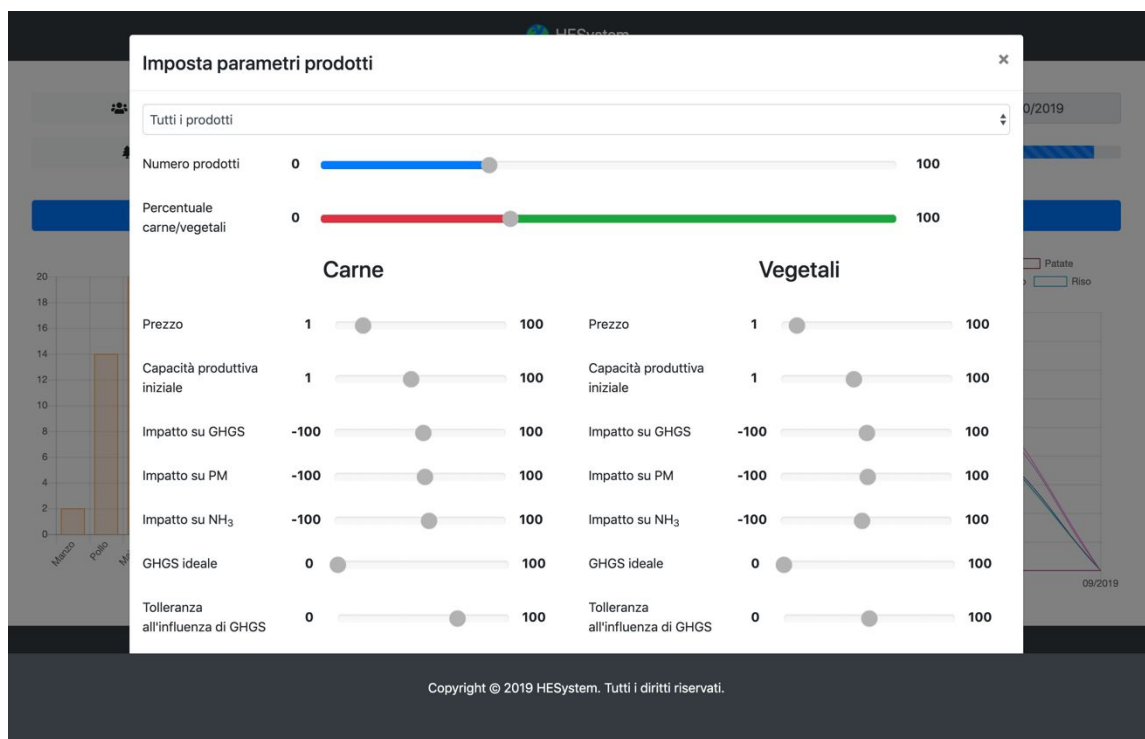 HESystem
Imposta parametri prodotti
×
Tutti i prodotti
0/2019
Numero prodotti 0 100
Percentuale
carne/vegetali 0 100
Carne Vegetali
Patate
Riso
Prezzo 1 100 Prezzo 1 100
Capacità produttiva
iniziale 1 100 Capacità produttiva
iniziale 1 100
Impatto su GHGS -100 100 Impatto su GHGS -100 100
Impatto su PM -100 100 Impatto su PM -100 100
Impatto su NH₃ -100 100 Impatto su NH₃ -100 100
GHGS ideale 0 100 GHGS ideale 0 100
Tolleranza
all'influenza di GHGS 0 100 Tolleranza
all'influenza di GHGS 0 100
20
18
16
14
12
10
8
6
4
2
0
Manzo
Pollo
09/2019
Copyright © 2019 HESystem. Tutti i diritti riservati.